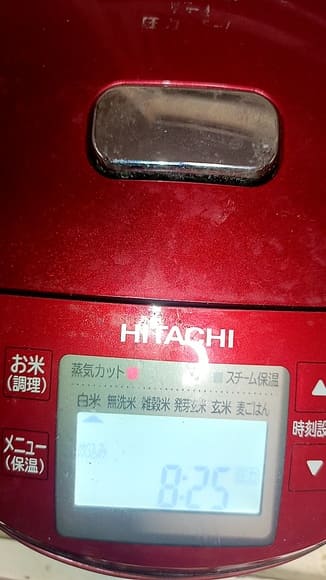 HITACHI
お米
(調理)
蒸気カット スチーム保温
白米 無洗米 雑穀米 発芽玄米 玄米 麦ごはん
メニュー
(保温)
時刻設
8:25